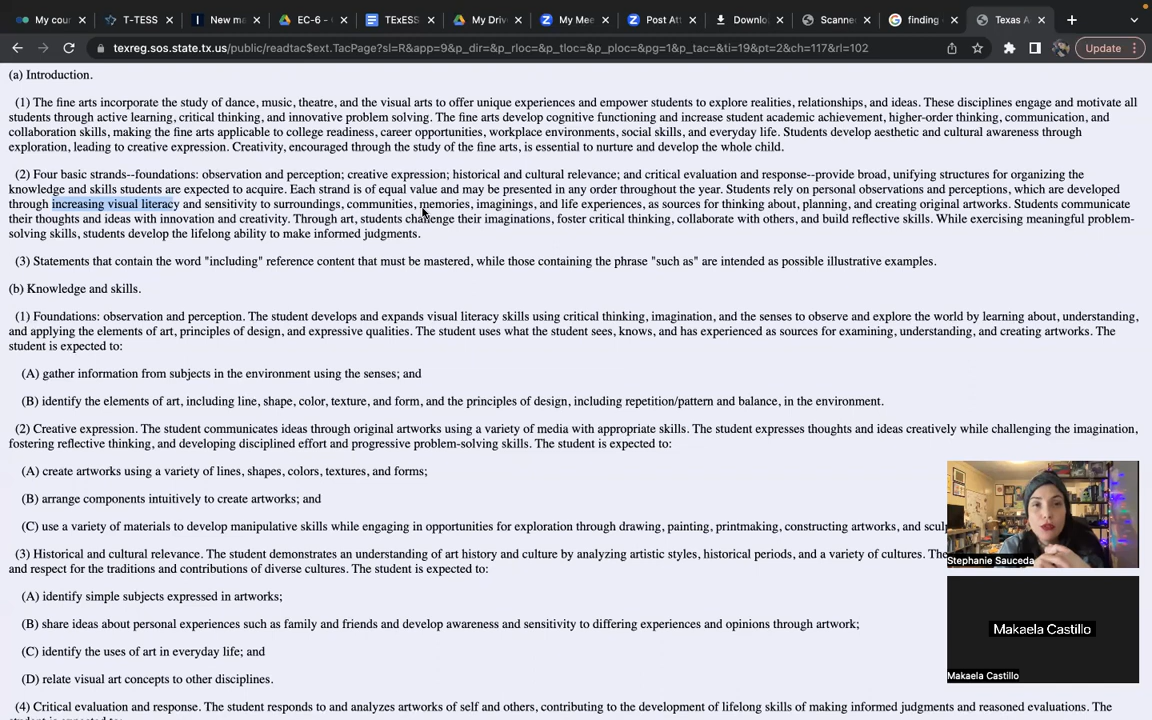 My cour
T-TESS
New m
EC-6 -
TExESS
My Driv
My Mee
Post Att
Downlo
Scanne
finding
Texas A
texreg.sos.state.tx.us/public/readtac$ext.TacPage?sl=R&app=9&p_dir=&p_rloc=&p_tloc=&p_ploc=&pg=1&p_tac=&ti=19&pt=2&ch=117&rl=102
Update
(a) Introduction.
(1) The fine arts incorporate the study of dance, music, theatre, and the visual arts to offer unique experiences and empower students to explore realities, relationships, and ideas. These disciplines engage and motivate all
students through active learning, critical thinking, and innovative problem solving. The fine arts develop cognitive functioning and increase student academic achievement, higher-order thinking, communication, and
collaboration skills, making the fine arts applicable to college readiness, career opportunities, workplace environments, social skills, and everyday life. Students develop aesthetic and cultural awareness through
exploration, leading to creative expression. Creativity, encouraged through the study of the fine arts, is essential to nurture and develop the whole child.
(2) Four basic strands--foundations: observation and perception; creative expression; historical and cultural relevance; and critical evaluation and response--provide broad, unifying structures for organizing the
knowledge and skills students are expected to acquire. Each strand is of equal value and may be presented in any order throughout the year. Students rely on personal observations and perceptions, which are developed
through increasing visual literacy and sensitivity to surroundings, communities, memories, imaginings, and life experiences, as sources for thinking about, planning, and creating original artworks. Students communicate
their thoughts and ideas with innovation and creativity. Through art, students challenge their imaginations, foster critical thinking, collaborate with others, and build reflective skills. While exercising meaningful problem-
solving skills, students develop the lifelong ability to make informed judgments.
(3) Statements that contain the word "including" reference content that must be mastered, while those containing the phrase "such as" are intended as possible illustrative examples.
(b) Knowledge and skills.
(1) Foundations: observation and perception. The student develops and expands visual literacy skills using critical thinking, imagination, and the senses to observe and explore the world by learning about, understanding,
and applying the elements of art, principles of design, and expressive qualities. The student uses what the student sees, knows, and has experienced as sources for examining, understanding, and creating artworks. The
student is expected to:
(A) gather information from subjects in the environment using the senses; and
(B) identify the elements of art, including line, shape, color, texture, and form, and the principles of design, including repetition/pattern and balance, in the environment.
(2) Creative expression. The student communicates ideas through original artworks using a variety of media with appropriate skills. The student expresses thoughts and ideas creatively while challenging the imagination,
fostering reflective thinking, and developing disciplined effort and progressive problem-solving skills. The student is expected to:
(A) create artworks using a variety of lines, shapes, colors, textures, and forms;
(B) arrange components intuitively to create artworks; and
(C) use a variety of materials to develop manipulative skills while engaging in opportunities for exploration through drawing, painting, printmaking, constructing artworks, and
(3) Historical and cultural relevance. The student demonstrates an understanding of art history and culture by analyzing artistic styles, historical periods, and a variety of cultures.
and respect for the traditions and contributions of diverse cultures. The student is expected to:
(A) identify simple subjects expressed in artworks;
(B) share ideas about personal experiences such as family and friends and develop awareness and sensitivity to differing experiences and opinions through artwork;
(C) identify the uses of art in everyday life; and
(D) relate visual art concepts to other disciplines.
(4) Critical evaluation and response. The student responds to and analyzes artworks of self and others, contributing to the development of lifelong skills of making informed judgments and reasoned evaluations. The
Stephanie Sauceda
Makaela Castillo
Makaela Castillo